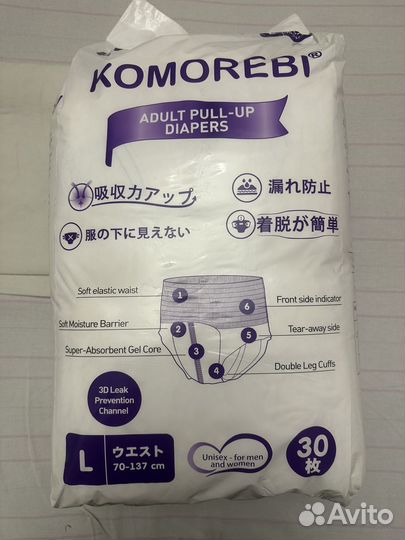 KOMOREBI®
ADULT PULL-UP
DIAPERS
吸収力アップ
漏れ防止
服の下に見えない
着脱が簡単
Soft elastic waist
1
6
Front side indicator
Soft Moisture Barrier
2
5
Tear-away side
Super-Absorbent Gel Core
3
4
Double Leg Cuffs
3D Leak
Prevention
Channel
L
ウエスト
70-137 cm
Unisex - for men
and women
30
枚
Avito